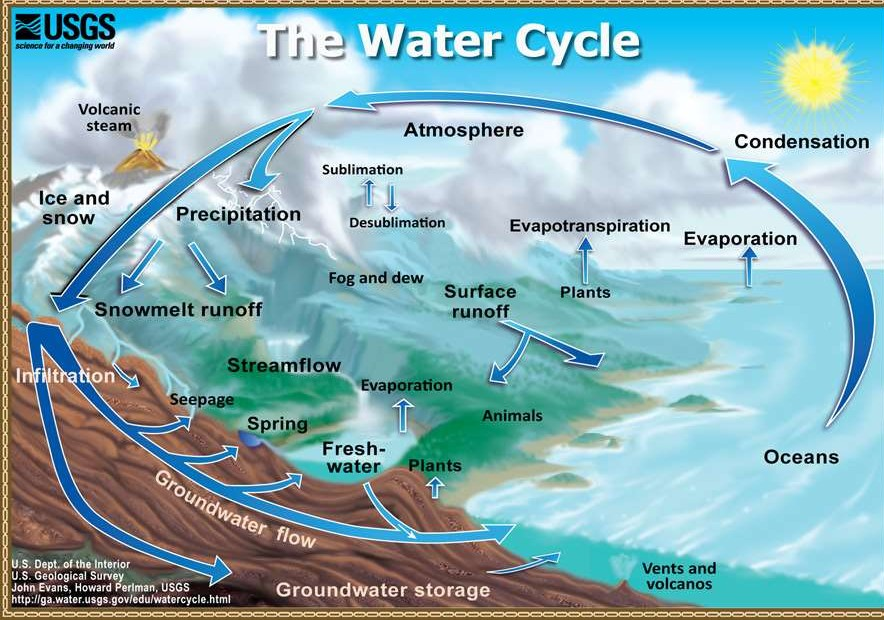 USGS
science for a changing world
The Water Cycle
Volcanic
steam
Atmosphere
Condensation
Sublimation
Ice and
snow
Precipitation
Desublimation
Evapotranspiration
Evaporation
Fog and dew
Surface
runoff
Plants
Snowmelt runoff
Streamflow
Infiltration
Evaporation
Seepage
Animals
Spring
Fresh-
water
Plants
Oceans
Groundwater flow
Vents and
volcanos
Groundwater storage
U.S. Dept. of the Interior
U.S. Geological Survey
John Evans, Howard Perlman, USGS
http://ga.water.usgs.gov/edu/watercycle.html